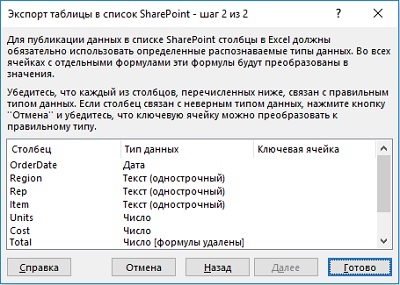 Экспорт таблицы в список SharePoint - шаг 2 из 2
Для публикации данных в списке SharePoint столбцы в Excel должны
обязательно использовать определенные распознаваемые типы данных. Во всех
ячейках с отдельными формулами эти формулы будут преобразованы в
значения.
Убедитесь, что каждый из столбцов, перечисленных ниже, связан с правильным
типом данных. Если столбец связан с неверным типом данных, нажмите кнопку
"Отмена" и убедитесь, что ключевую ячейку можно преобразовать к
правильному типу.
Столбец Тип данных Ключевая ячейка
OrderDate Дата
Region Текст (однострочный)
Rep Текст (однострочный)
Item Текст (однострочный)
Units Число
Cost Число
Total Число [формулы удалены]
Справка Отмена Назад Далее Готово